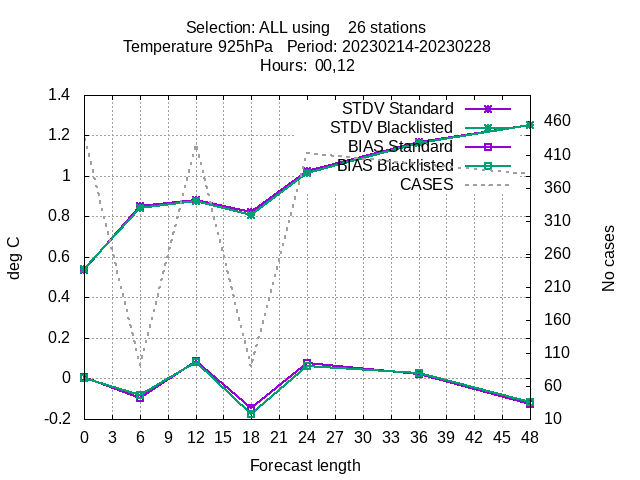 Selection: ALL using 26 stations
Temperature 925hPa Period: 20230214-20230228
Hours: 00,12
STDV Standard
STDV Blacklisted
BIAS Standard
BIAS Blacklisted
CASES
1.4
1.2
1
0.8
0.6
0.4
0.2
0
-0.2
deg C
460
410
360
310
260
210
160
110
60
10
No cases
0 3 6 9 12 15 18 21 24 27 30 33 36 39 42 45 48
Forecast length